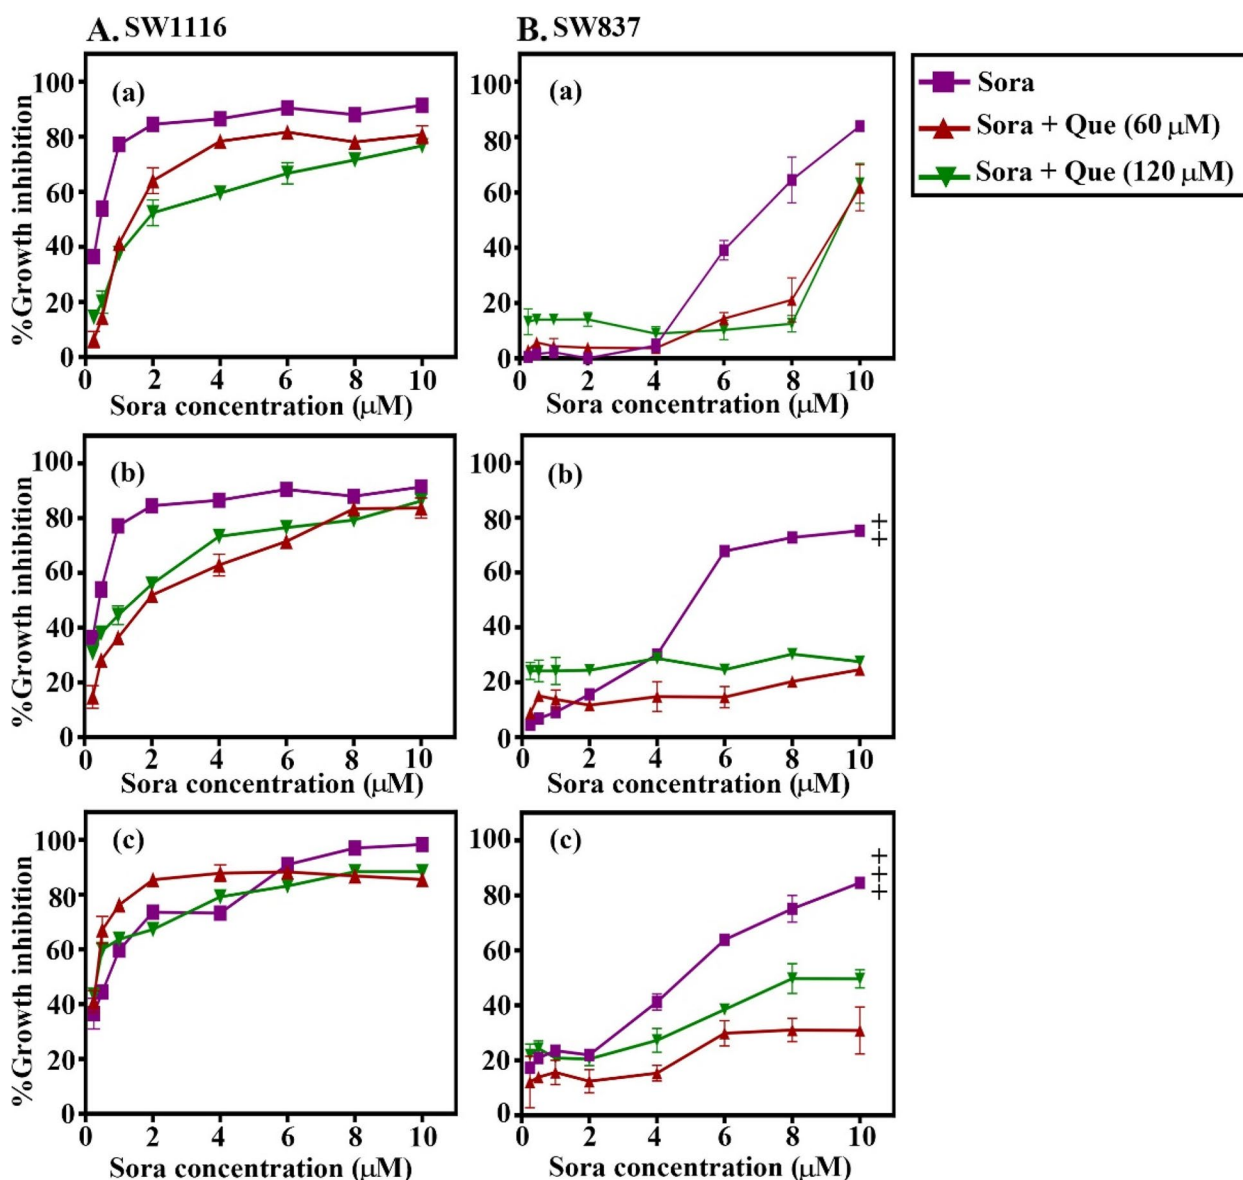 A. SW1116
B. SW837
Sora
Sora + Que (60 µM)
Sora + Que (120 µM)
(a)
%Growth inhibition
100
80
60
40
20
0
0 2 4 6 8 10
Sora concentration (µM)
(a)
100
80
60
40
20
0
0 2 4 6 8 10
Sora concentration (µM)
(b)
%Growth inhibition
100
80
60
40
20
0
0 2 4 6 8 10
Sora concentration (µM)
(b)
100
80
60
40
20
0
0 2 4 6 8 10
Sora concentration (µM)
++
(c)
%Growth inhibition
100
80
60
40
20
0
0 2 4 6 8 10
Sora concentration (µM)
(c)
100
80
60
40
20
0
0 2 4 6 8 10
Sora concentration (µM)
+++